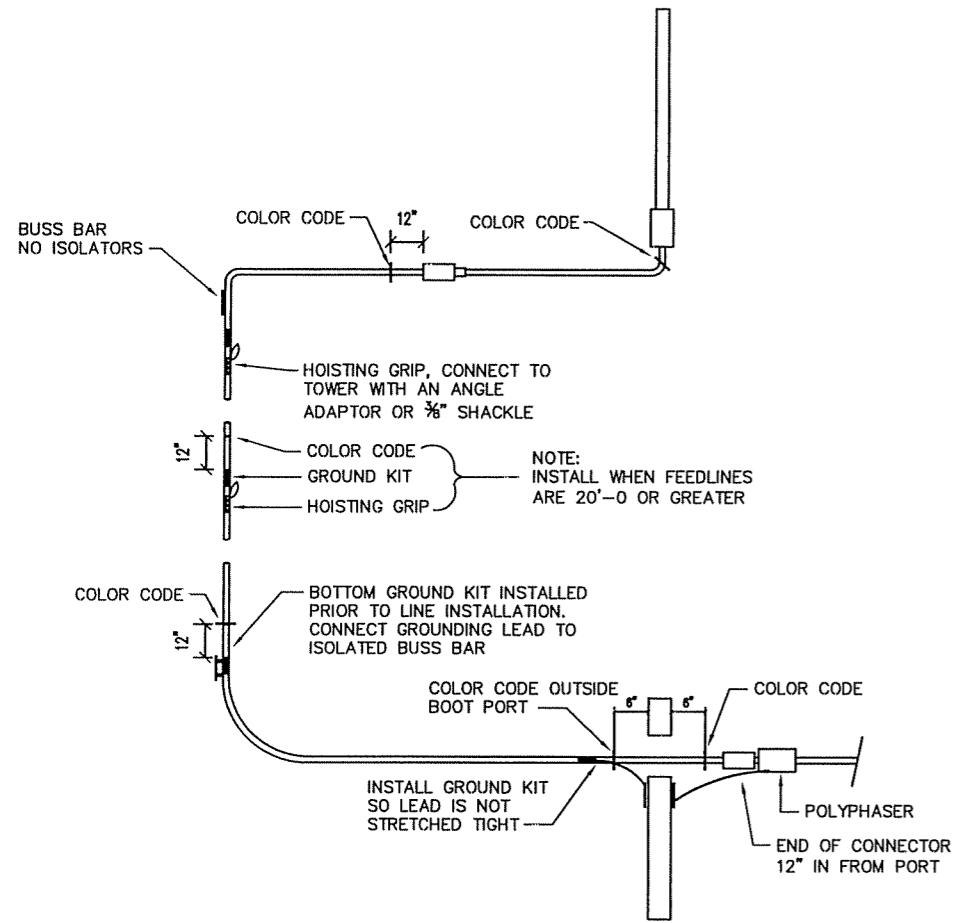 COLOR CODE
12"
COLOR CODE
BUSS BAR
NO ISOLATORS
HOISTING GRIP, CONNECT TO
TOWER WITH AN ANGLE
ADAPTOR OR ⅜" SHACKLE
12"
COLOR CODE
GROUND KIT
HOISTING GRIP
NOTE:
INSTALL WHEN FEEDLINES
ARE 20'-0 OR GREATER
COLOR CODE
12"
BOTTOM GROUND KIT INSTALLED
PRIOR TO LINE INSTALLATION.
CONNECT GROUNDING LEAD TO
ISOLATED BUSS BAR
COLOR CODE OUTSIDE
BOOT PORT
6"
6"
COLOR CODE
INSTALL GROUND KIT
SO LEAD IS NOT
STRETCHED TIGHT
POLYPHASER
END OF CONNECTOR
12" IN FROM PORT